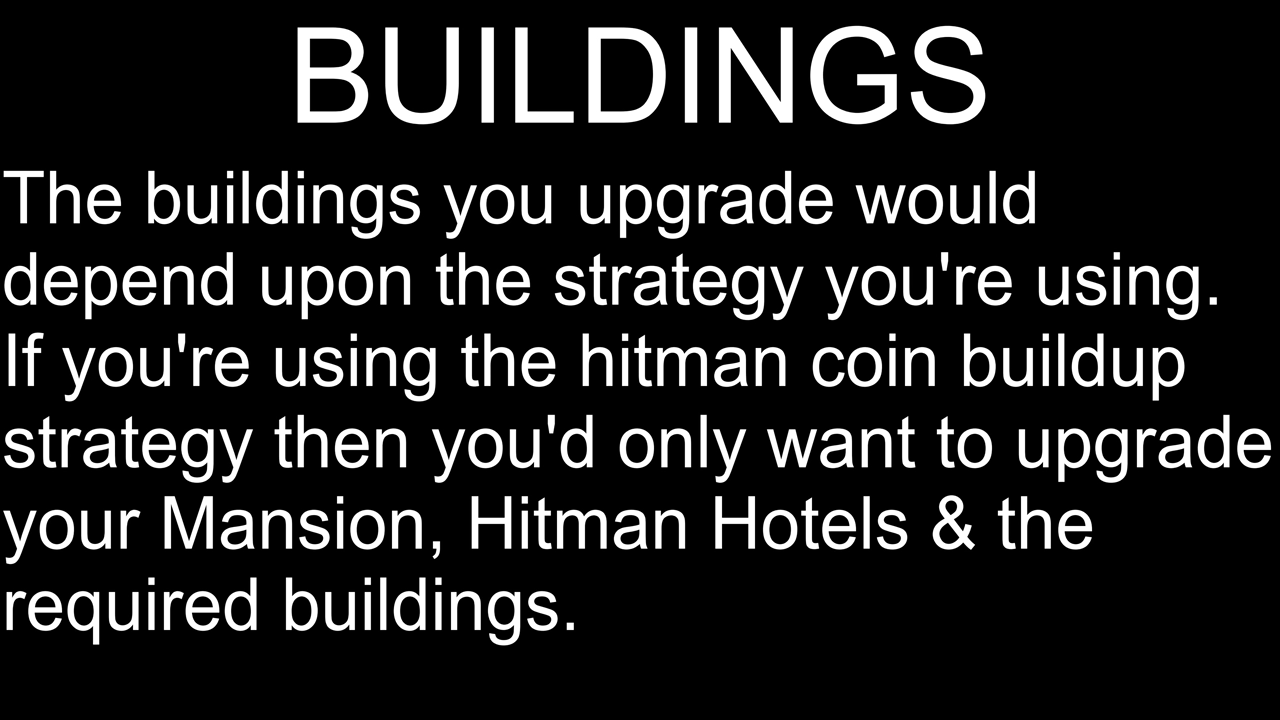 BUILDINGS
The buildings you upgrade would
depend upon the strategy you're using.
If you're using the hitman coin buildup
strategy then you'd only want to upgrade
your Mansion, Hitman Hotels & the
required buildings.